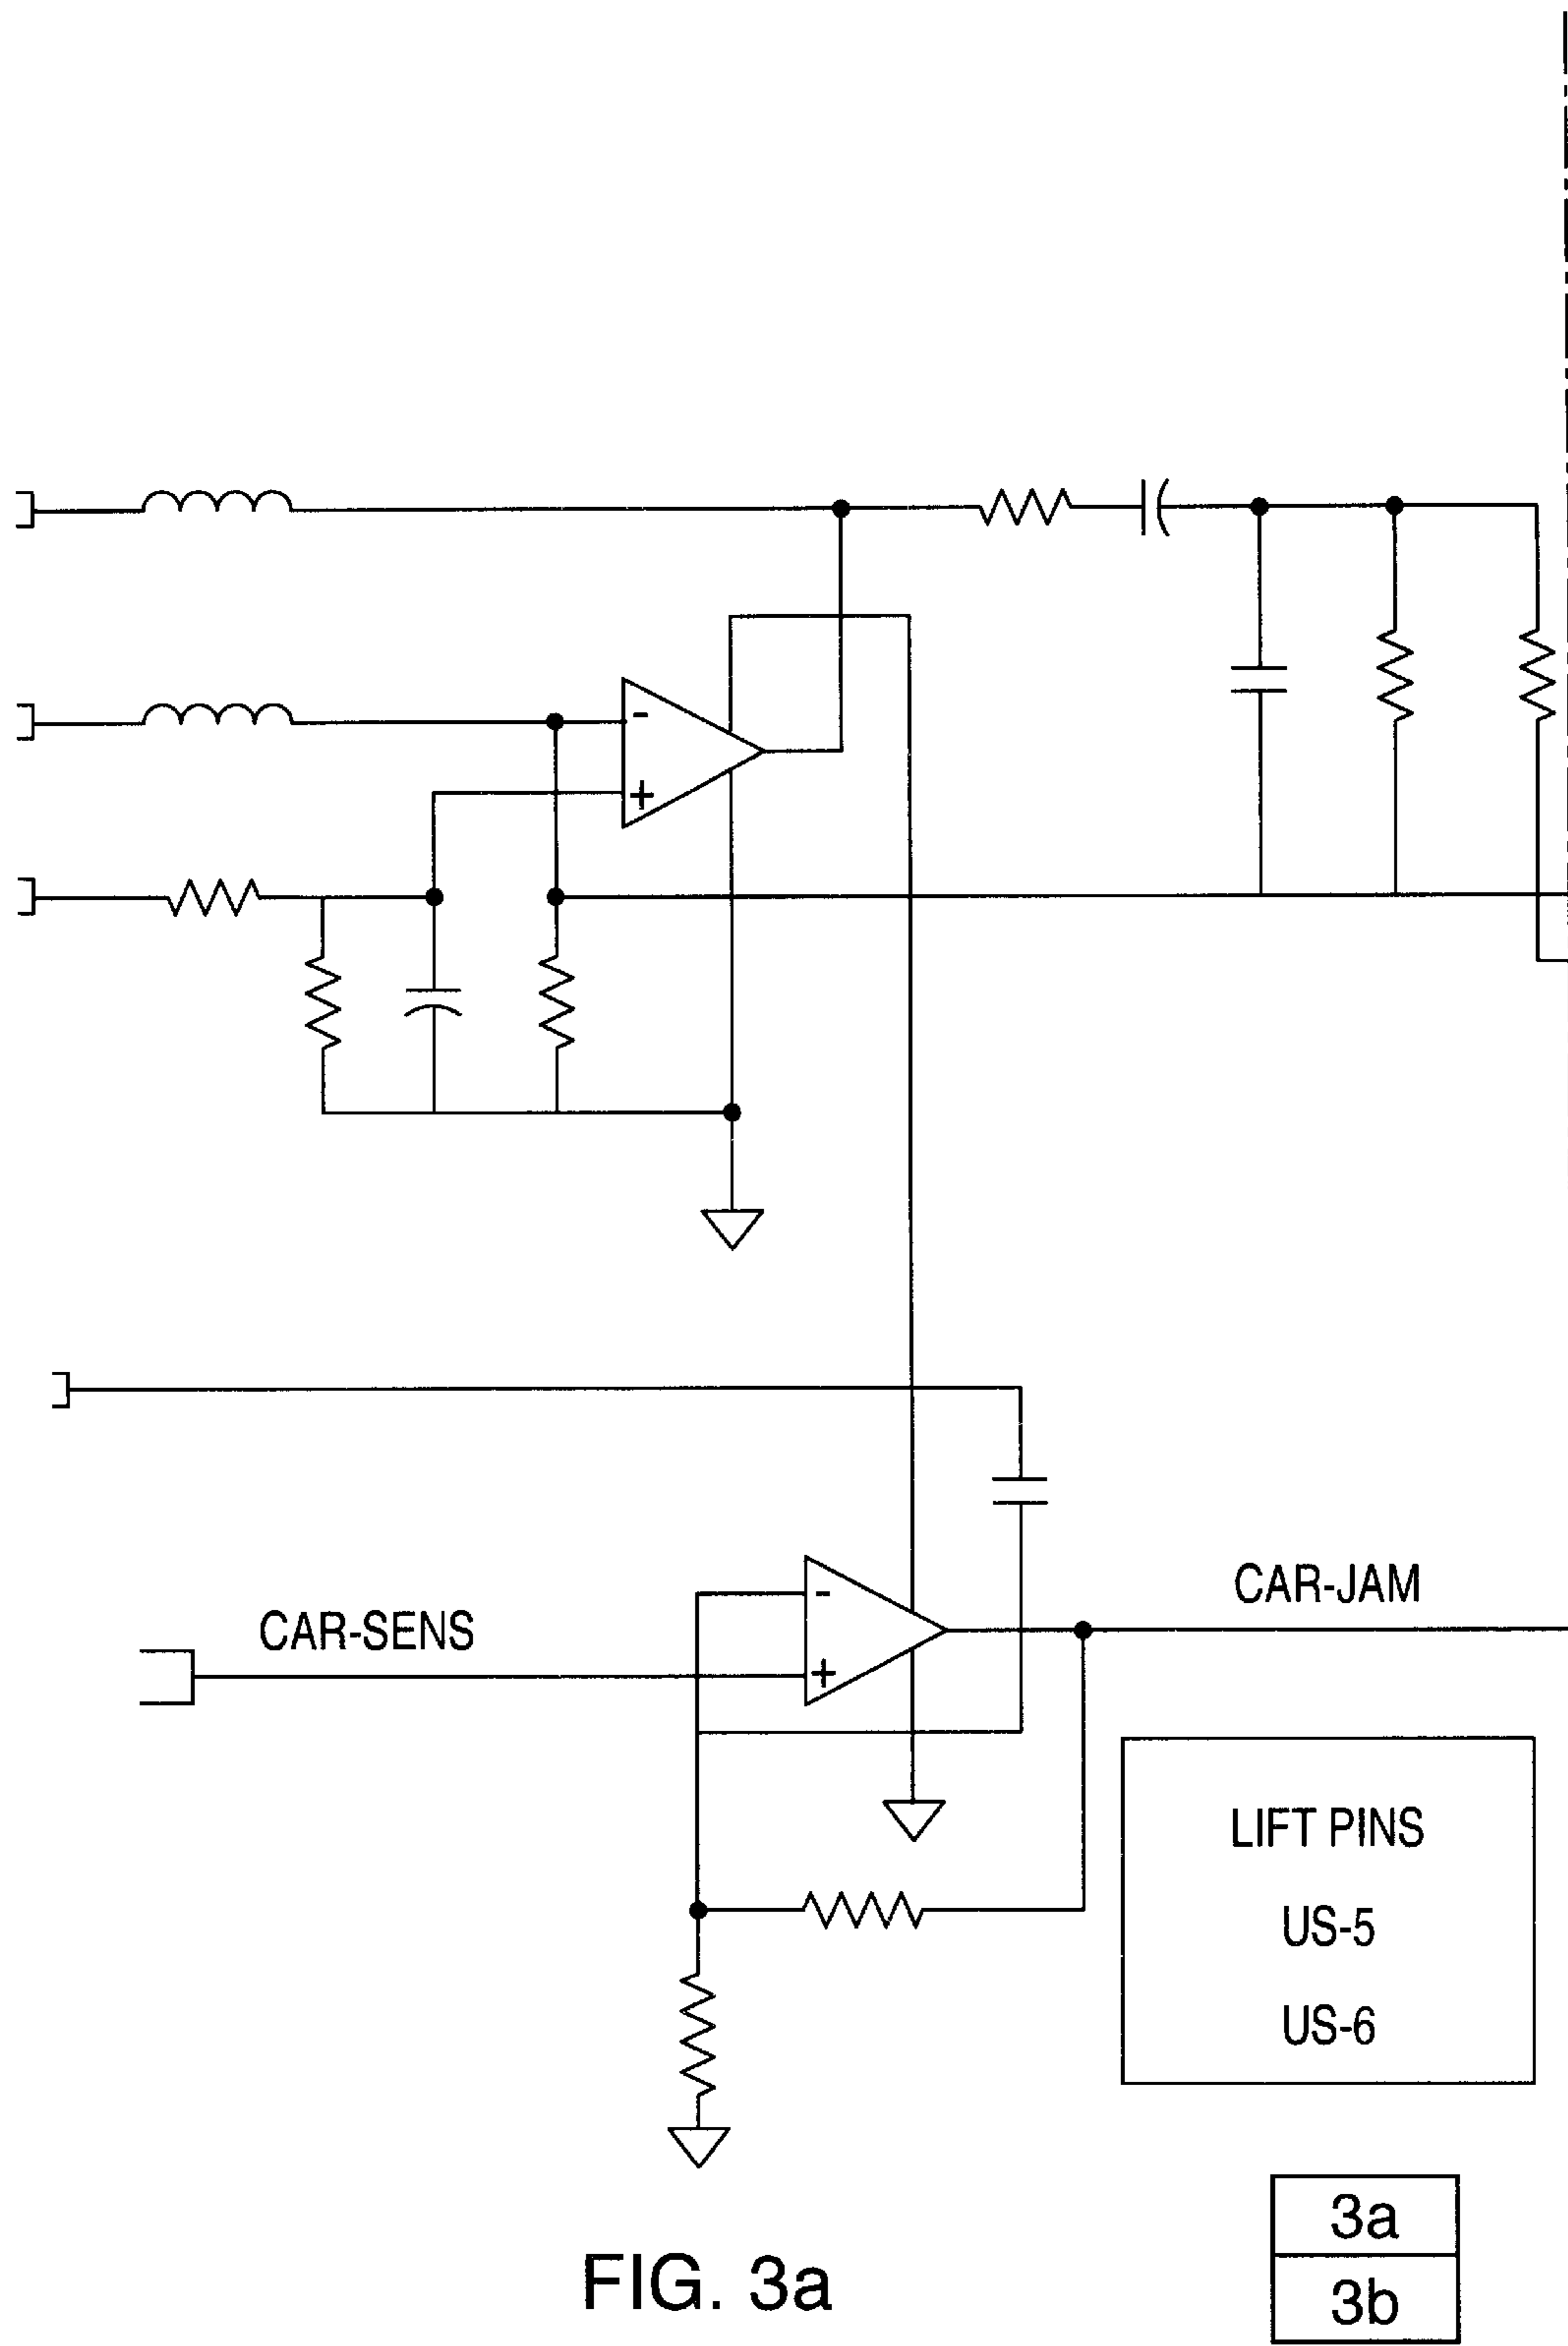 -
+
CAR-JAM
CAR-SENS
-
+
LIFT PINS
US-5
US-6
FIG. 3a
3a
3b